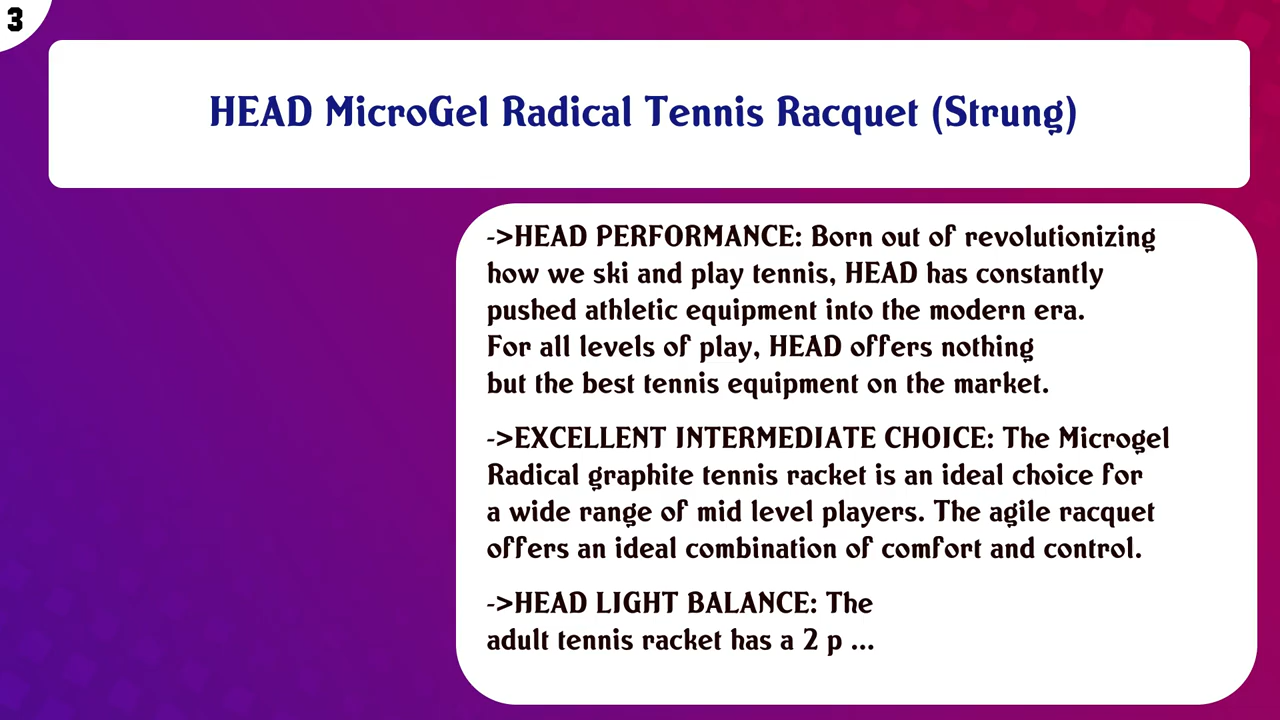 3
HEAD MicroGel Radical Tennis Racquet (Strung)
->HEAD PERFORMANCE: Born out of revolutionizing
how we ski and play tennis, HEAD has constantly
pushed athletic equipment into the modern era.
For all levels of play, HEAD offers nothing
but the best tennis equipment on the market.
->EXCELLENT INTERMEDIATE CHOICE: The Microgel
Radical graphite tennis racket is an ideal choice for
a wide range of mid level players. The agile racquet
offers an ideal combination of comfort and control.
->HEAD LIGHT BALANCE: The
adult tennis racket has a 2 p ...